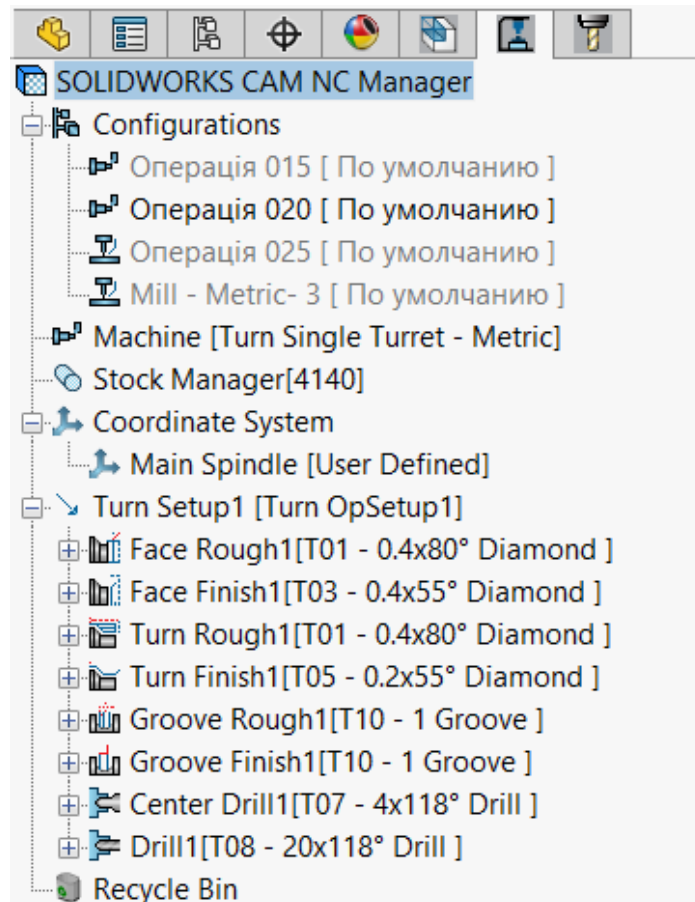 SOLIDWORKS CAM NC Manager
Configurations
Операція 015 [ По умолчанию ]
Операція 020 [ По умолчанию ]
Операція 025 [ По умолчанию ]
Mill - Metric- 3 [ По умолчанию ]
Machine [Turn Single Turret - Metric]
Stock Manager[4140]
Coordinate System
Main Spindle [User Defined]
Turn Setup1 [Turn OpSetup1]
Face Rough1[T01 - 0.4x80° Diamond ]
Face Finish1[T03 - 0.4x55° Diamond ]
Turn Rough1[T01 - 0.4x80° Diamond ]
Turn Finish1[T05 - 0.2x55° Diamond ]
Groove Rough1[T10 - 1 Groove ]
Groove Finish1[T10 - 1 Groove ]
Center Drill1[T07 - 4x118° Drill ]
Drill1[T08 - 20x118° Drill ]
Recycle Bin